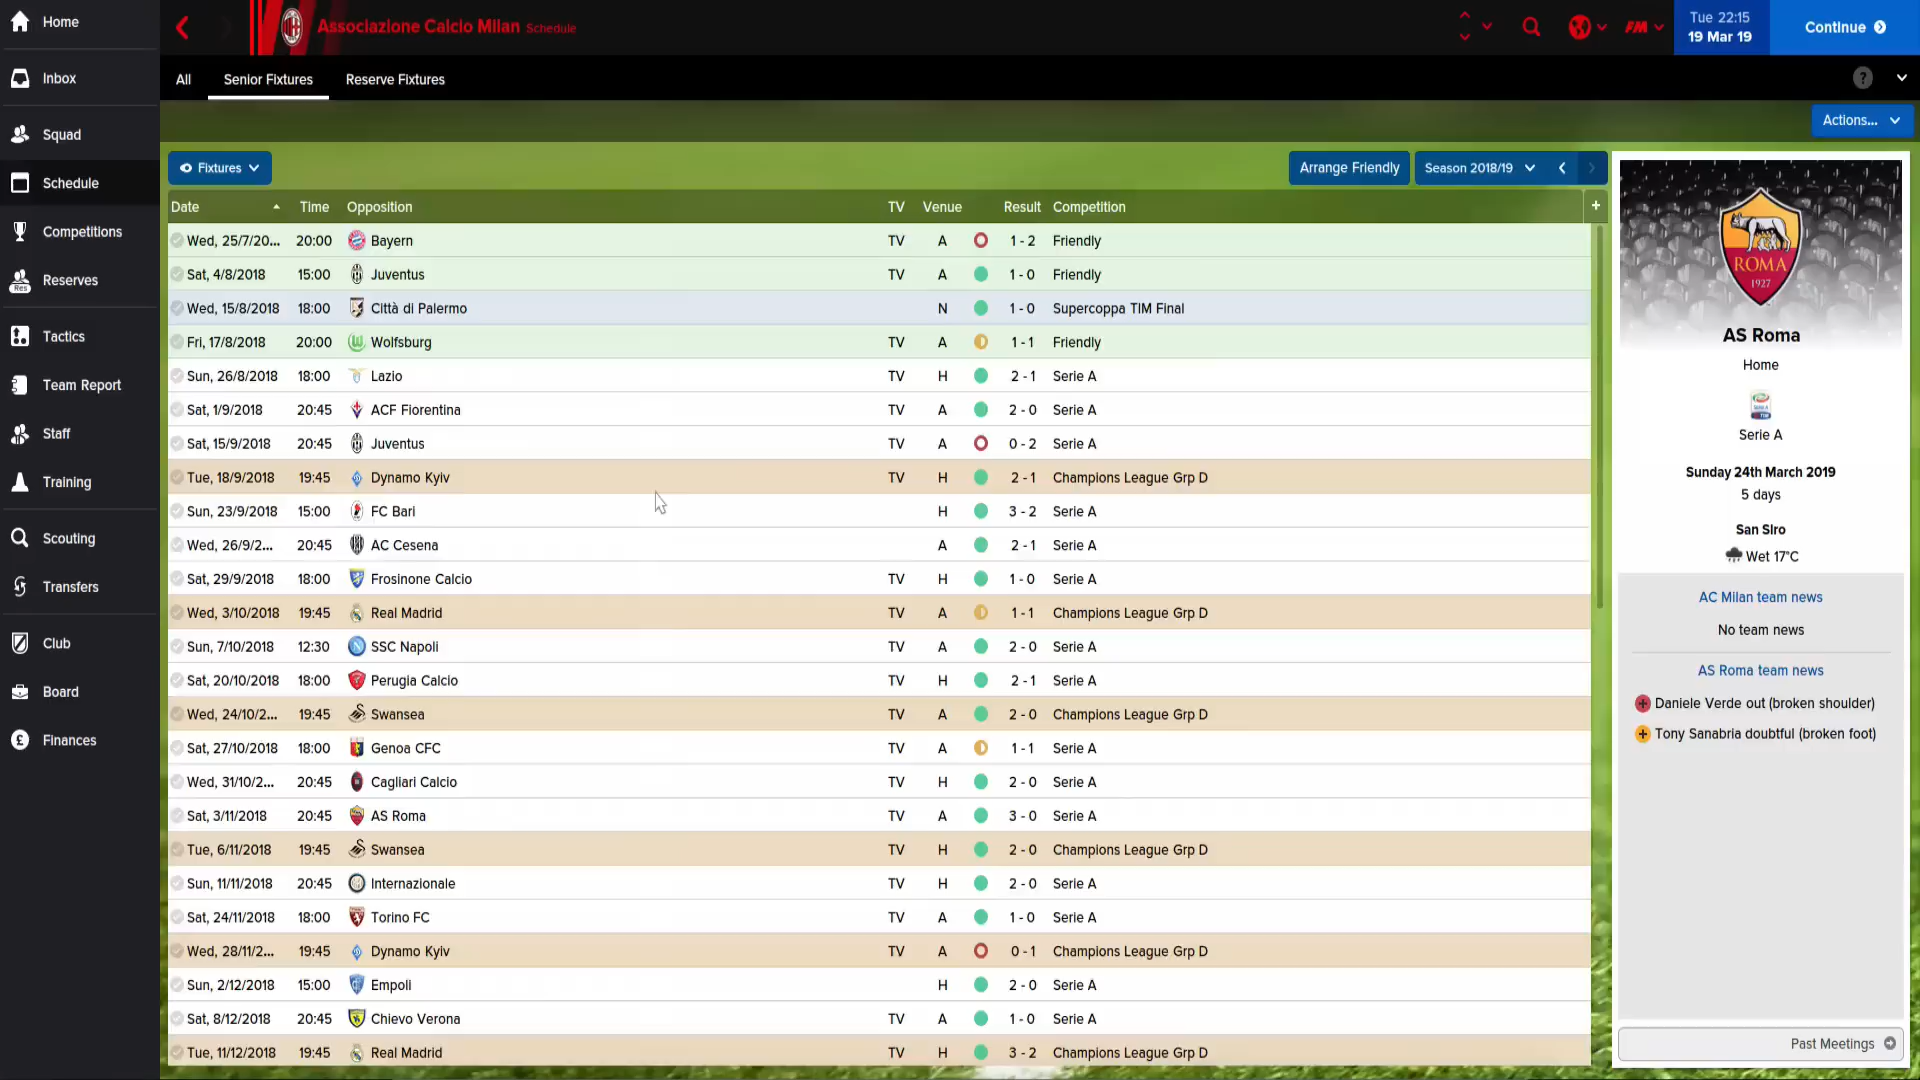 Home
Inbox
Squad
Schedule
Competitions
Res
Reserves
Tactics
Team Report
Staff
Training
Scouting
Transfers
Club
Board
£ Finances
Associazione Calcio Milan Schedule
FM
Tue 22:15
19 Mar 19
Continue
All Senior Fixtures Reserve Fixtures
?
Actions...
Fixtures
Arrange Friendly
Season 2018/19
Date Time Opposition TV Venue Result Competition +
Wed, 25/7/20... 20:00 Bayern TV A 1 - 2 Friendly
Sat, 4/8/2018 15:00 Juventus TV A 1 - 0 Friendly
Wed, 15/8/2018 18:00 Città di Palermo N 1 - 0 Supercoppa TIM Final
Fri, 17/8/2018 20:00 Wolfsburg TV A 1 - 1 Friendly
Sun, 26/8/2018 18:00 Lazio TV H 2 - 1 Serie A
Sat, 1/9/2018 20:45 ACF Fiorentina TV A 2 - 0 Serie A
Sat, 15/9/2018 20:45 Juventus TV A 0 - 2 Serie A
Tue, 18/9/2018 19:45 Dynamo Kyiv TV H 2 - 1 Champions League Grp D
Sun, 23/9/2018 15:00 FC Bari H 3 - 2 Serie A
Wed, 26/9/2... 20:45 AC Cesena A 2 - 1 Serie A
Sat, 29/9/2018 18:00 Frosinone Calcio TV H 1 - 0 Serie A
Wed, 3/10/2018 19:45 Real Madrid TV A 1 - 1 Champions League Grp D
Sun, 7/10/2018 12:30 SSC Napoli TV A 2 - 0 Serie A
Sat, 20/10/2018 18:00 Perugia Calcio TV H 2 - 1 Serie A
Wed, 24/10/2... 19:45 Swansea TV A 2 - 0 Champions League Grp D
Sat, 27/10/2018 18:00 Genoa CFC TV A 1 - 1 Serie A
Wed, 31/10/2... 20:45 Cagliari Calcio TV H 2 - 0 Serie A
Sat, 3/11/2018 20:45 AS Roma TV A 3 - 0 Serie A
Tue, 6/11/2018 19:45 Swansea TV H 2 - 0 Champions League Grp D
Sun, 11/11/2018 20:45 Internazionale TV H 2 - 0 Serie A
Sat, 24/11/2018 18:00 Torino FC TV A 1 - 0 Serie A
Wed, 28/11/2... 19:45 Dynamo Kyiv TV A 0 - 1 Champions League Grp D
Sun, 2/12/2018 15:00 Empoli H 2 - 0 Serie A
Sat, 8/12/2018 20:45 Chievo Verona TV A 1 - 0 Serie A
Tue, 11/12/2018 19:45 Real Madrid TV H 3 - 2 Champions League Grp D
ROMA
1927
AS Roma
Home
Serie A
Sunday 24th March 2019
5 days
San Siro
Wet 17°C
AC Milan team news
No team news
AS Roma team news
Daniele Verde out (broken shoulder)
Tony Sanabria doubtful (broken foot)
Past Meetings